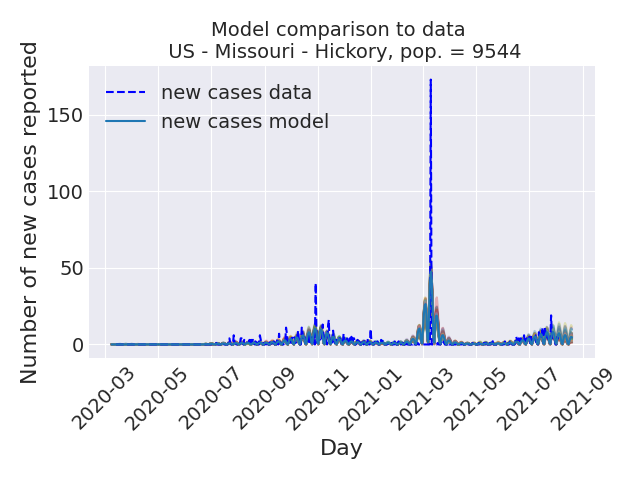 Model comparison to data
US - Missouri - Hickory, pop. = 9544
Number of new cases reported
150
100
50
0
new cases data
new cases model
2020-03
2020-05
2020-07
2020-09
2020-11
2021-01
2021-03
2021-05
2021-07
2021-09
Day